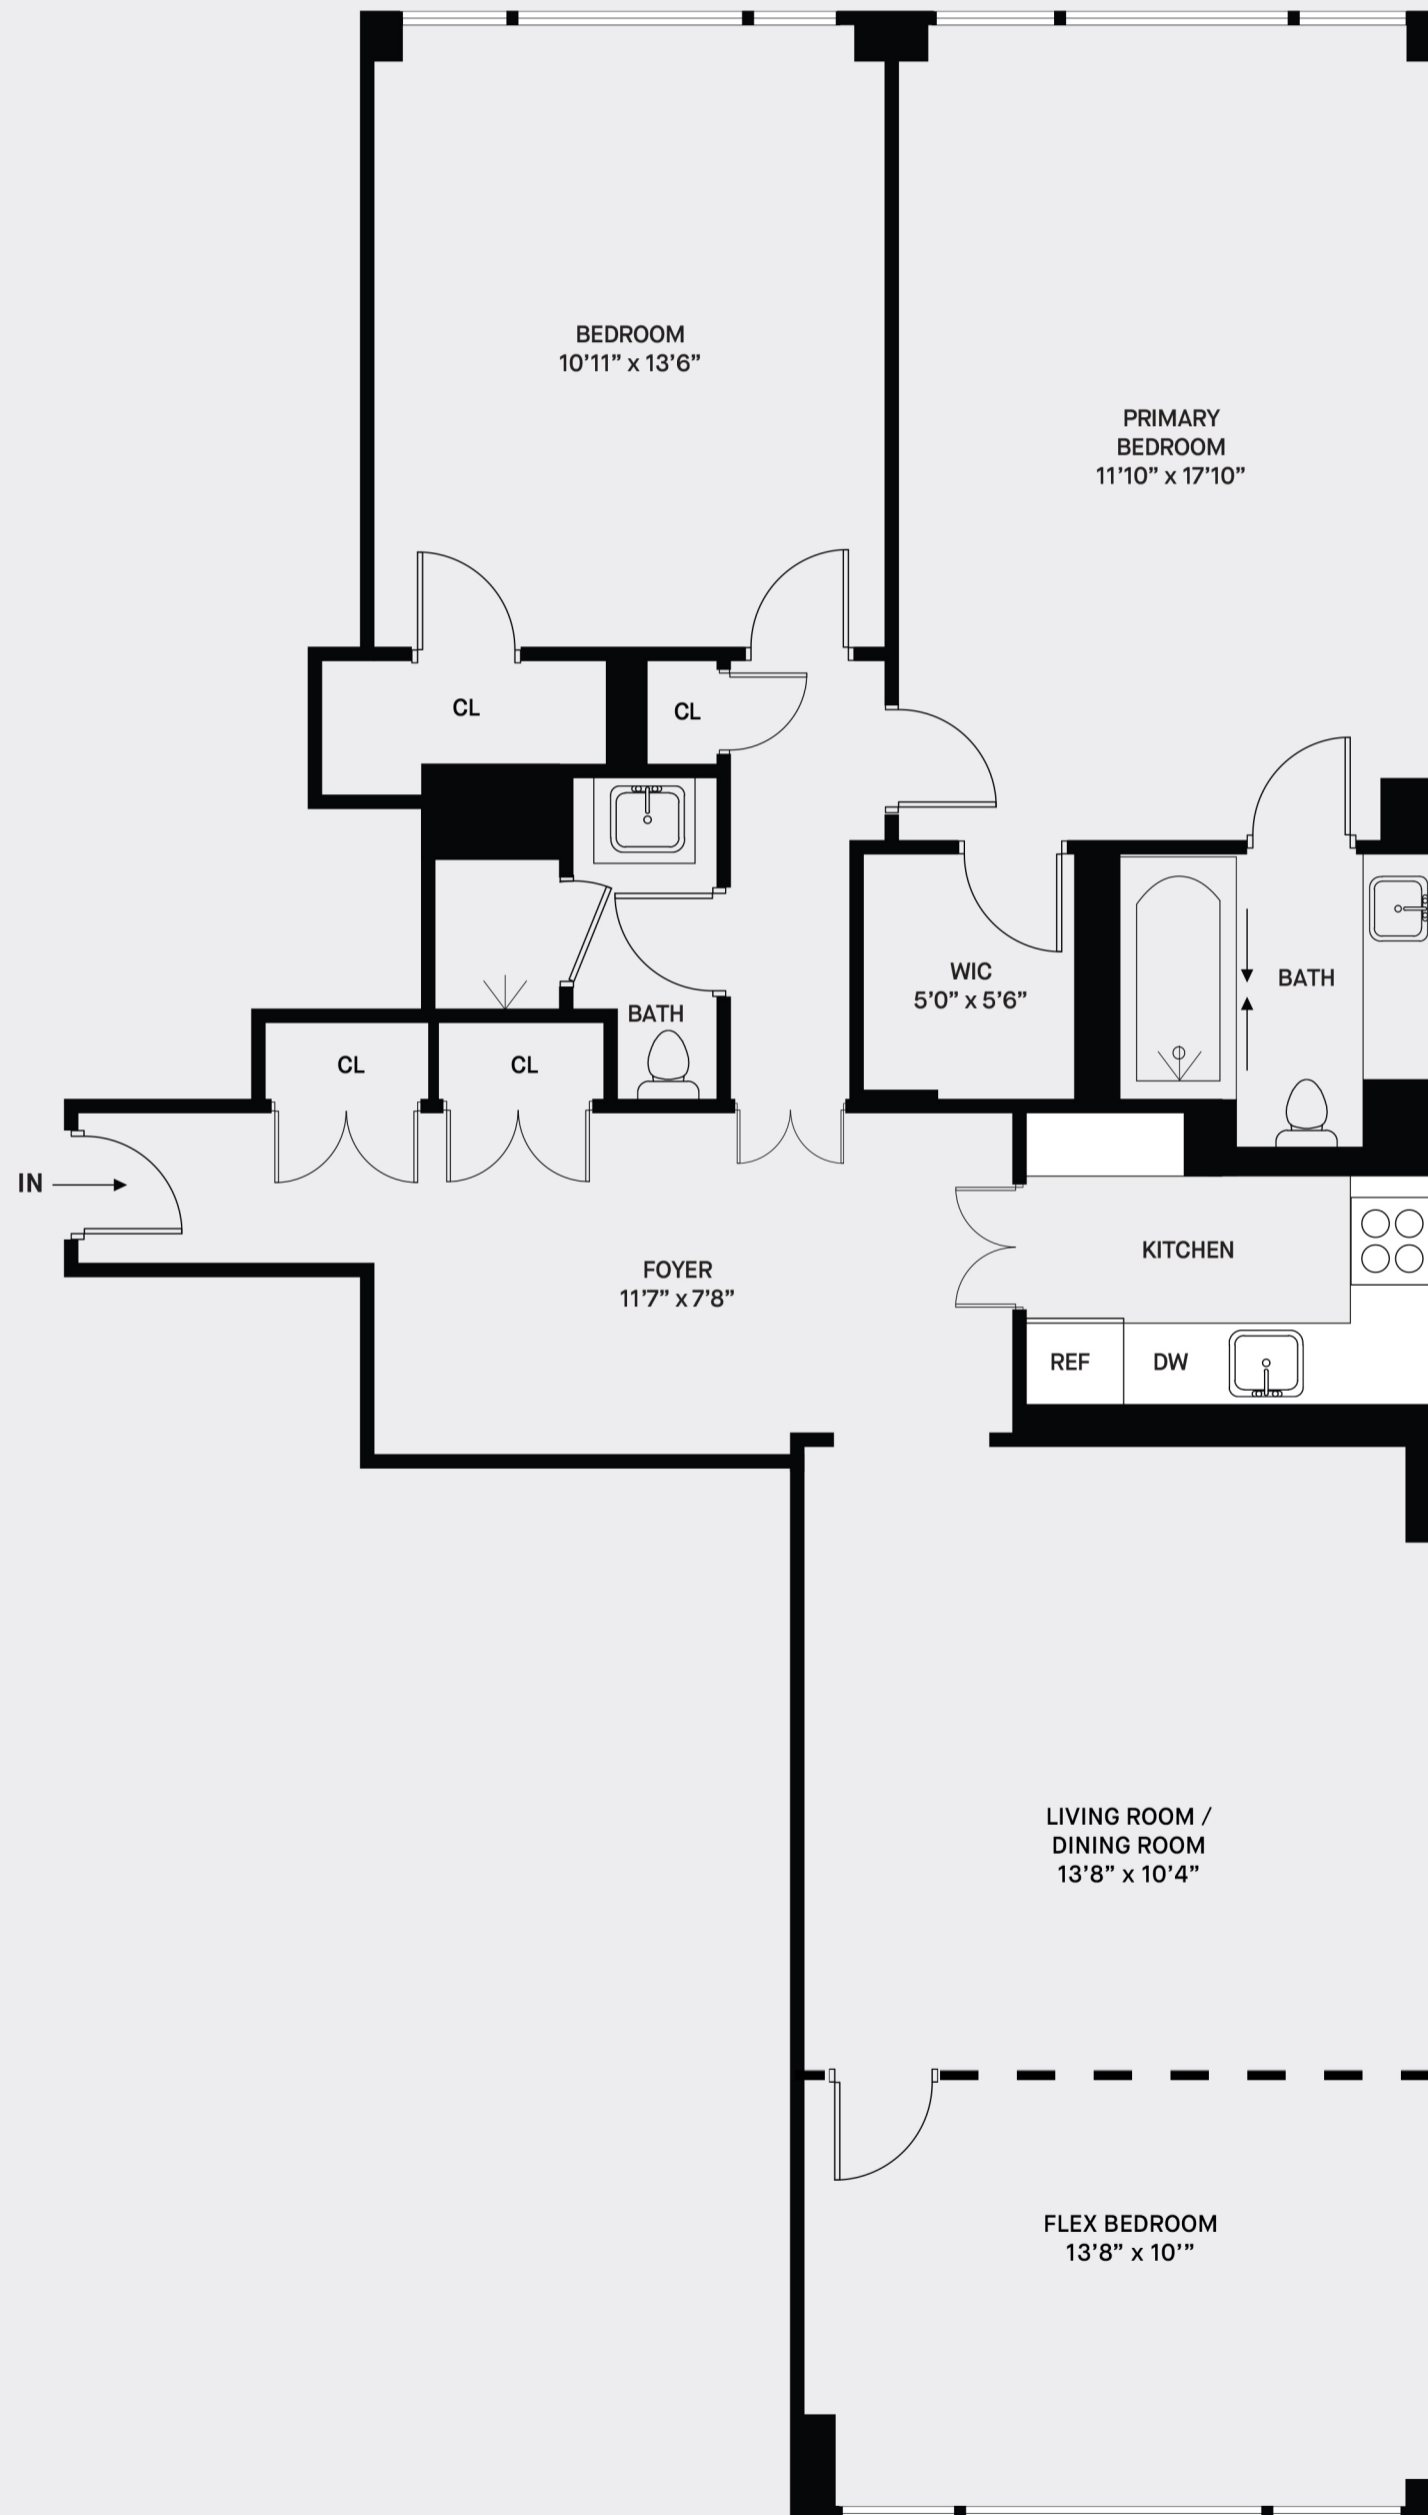 BEDROOM
10’11” x 13’6”
PRIMARY
BEDROOM
11’10” x 17’10”
CL
CL
WIC
5’0” x 5’6”
BATH
BATH
CL
CL
IN
KITCHEN
FOYER
11’7” x 7’8”
REF
DW
LIVING ROOM /
DINING ROOM
13’8” x 10’4”
FLEX BEDROOM
13’8” x 10’”